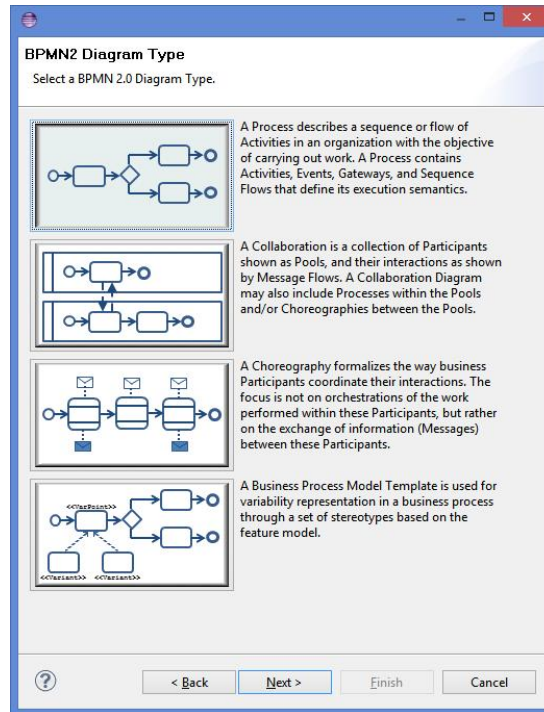 BPMN2 Diagram Type
Select a BPMN 2.0 Diagram Type.
A Process describes a sequence or flow of
Activities in an organization with the objective
of carrying out work. A Process contains
Activities, Events, Gateways, and Sequence
Flows that define its execution semantics.
A Collaboration is a collection of Participants
shown as Pools, and their interactions as shown
by Message Flows. A Collaboration Diagram
may also include Processes within the Pools
and/or Choreographies between the Pools.
A Choreography formalizes the way business
Participants coordinate their interactions. The
focus is not on orchestrations of the work
performed within these Participants, but rather
on the exchange of information (Messages)
between these Participants.
<<VarPoint>>
<<Variant>> <<Variant>>
A Business Process Model Template is used for
variability representation in a business process
through a set of stereotypes based on the
feature model.
? < Back Next > Finish Cancel